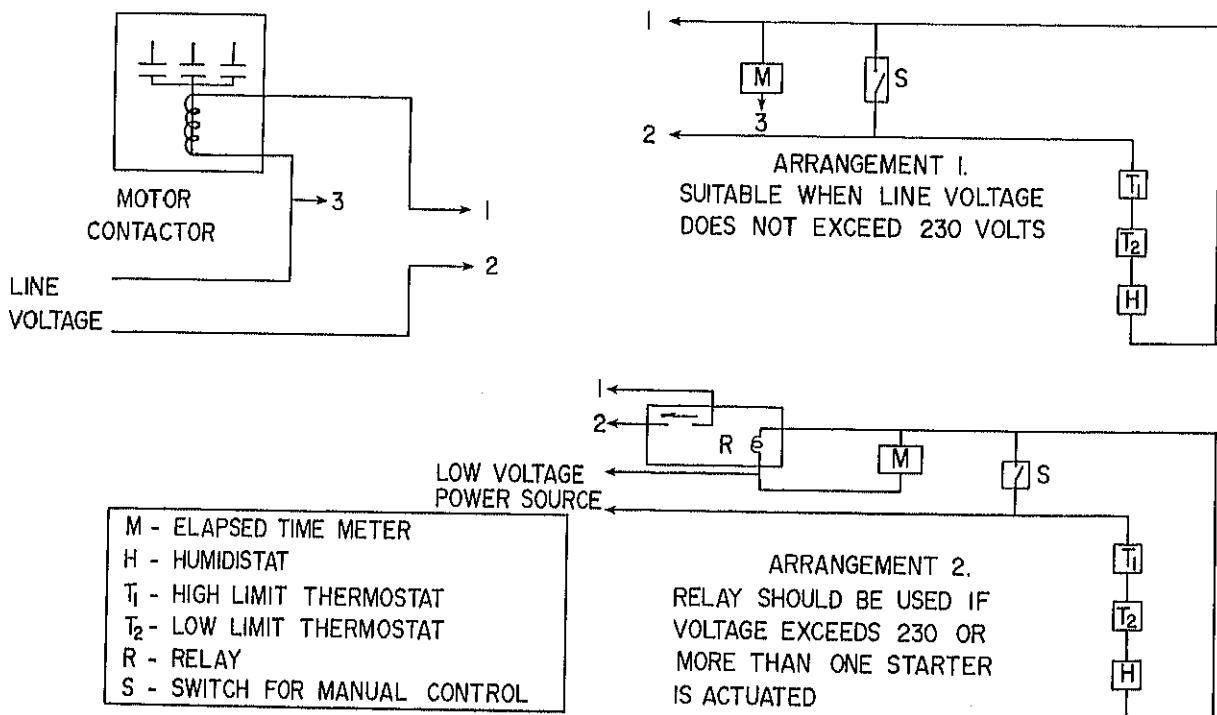 MOTOR
CONTACTOR
3
1
2
LINE
VOLTAGE
1
M
S
3
2
ARRANGEMENT 1.
SUITABLE WHEN LINE VOLTAGE
DOES NOT EXCEED 230 VOLTS
T1
T2
H
1
2
R
M
S
LOW VOLTAGE
POWER SOURCE
M - ELAPSED TIME METER
H - HUMIDISTAT
T1 - HIGH LIMIT THERMOSTAT
T2 - LOW LIMIT THERMOSTAT
R - RELAY
S - SWITCH FOR MANUAL CONTROL
ARRANGEMENT 2.
RELAY SHOULD BE USED IF
VOLTAGE EXCEEDS 230 OR
MORE THAN ONE STARTER
IS ACTUATED
T1
T2
H